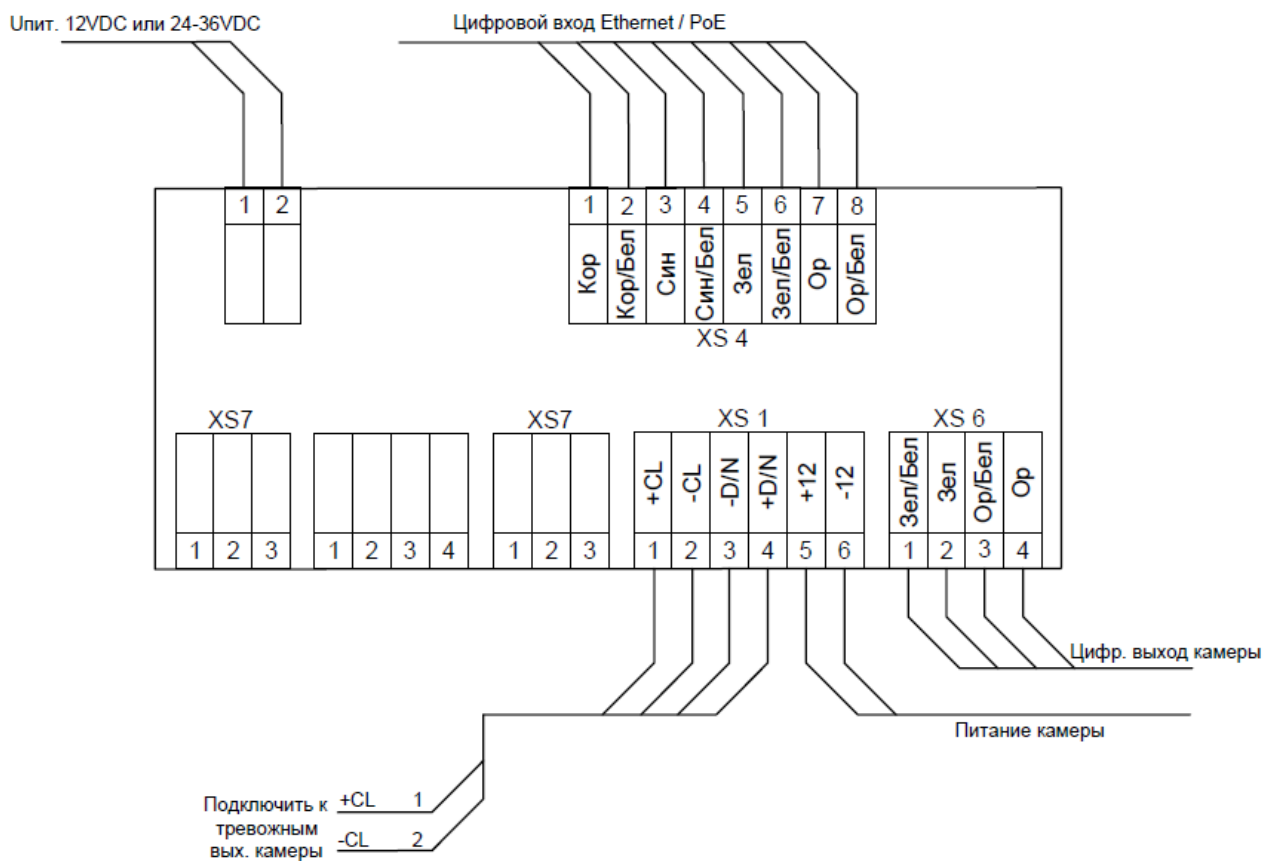 Uпит. 12VDC или 24-36VDC
Цифровой вход Ethernet / PoE
1 2
1 2 3 4 5 6 7 8
Кор Кор/Бел Син Син/Бел Зел Зел/Бел Ор Ор/Бел
XS 4
XS7 XS7 XS 1 XS 6
+CL -CL -D/N +D/N +12 -12 Зел/Бел Зел Ор/Бел Ор
1 2 3 1 2 3 4 1 2 3 1 2 3 4 5 6 1 2 3 4
Цифр. выход камеры
Питание камеры
Подключить к
тревожным
вых. камеры
+CL 1
-CL 2